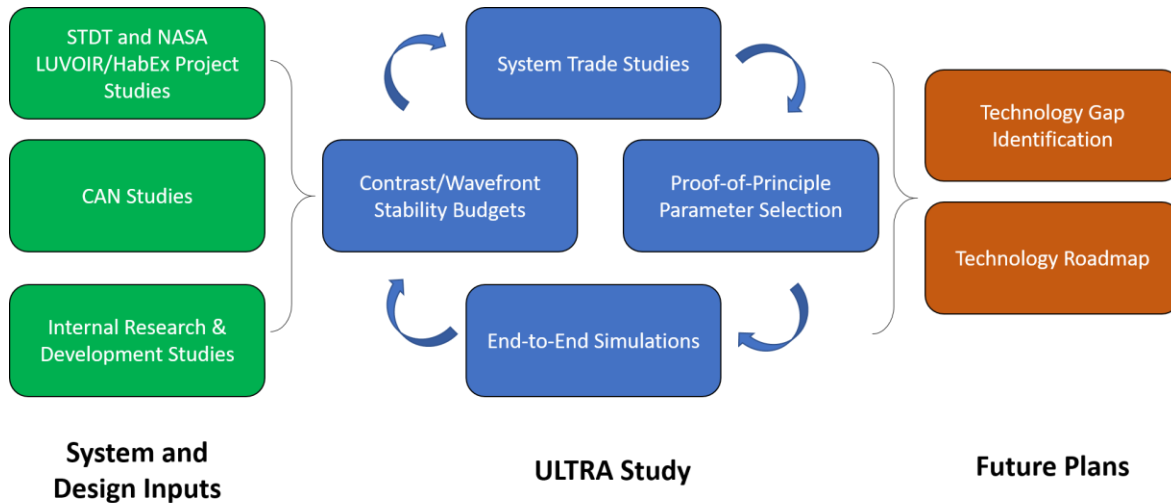 STDT and NASA
LUVOIR/HabEx Project
Studies
CAN Studies
Internal Research &
Development Studies
System and
Design Inputs
System Trade Studies
Contrast/Wavefront
Stability Budgets
Proof-of-Principle
Parameter Selection
End-to-End Simulations
ULTRA Study
Technology Gap
Identification
Technology Roadmap
Future Plans